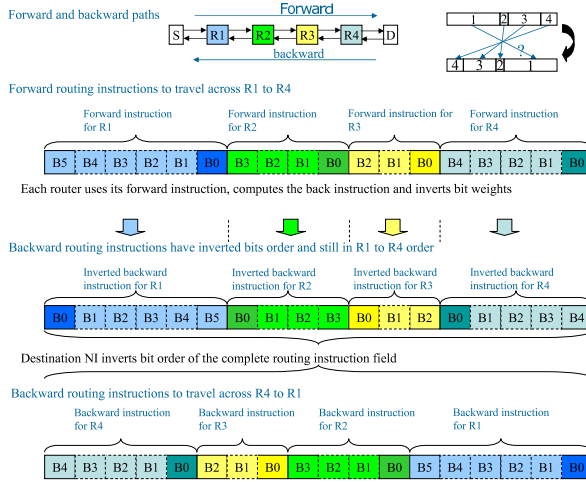 Forward and backward paths
Forward
S R1 R2 R3 R4 D
backward
1 2 3 4
?
4 3 2 1
Forward routing instructions to travel across R1 to R4
Forward instruction for R1
Forward instruction for R2
Forward instruction for R3
Forward instruction for R4
B5 B4 B3 B2 B1 B0 B3 B2 B1 B0 B2 B1 B0 B4 B3 B2 B1 B0
Each router uses its forward instruction, computes the back instruction and inverts bit weights
Backward routing instructions have inverted bits order and still in R1 to R4 order
Inverted backward instruction for R1
Inverted backward instruction for R2
Inverted backward instruction for R3
Inverted backward instruction for R4
B0 B1 B2 B3 B4 B5 B0 B1 B2 B3 B0 B1 B2 B0 B1 B2 B3 B4
Destination NI inverts bit order of the complete routing instruction field
Backward routing instructions to travel across R4 to R1
Backward instruction for R4
Backward instruction for R3
Backward instruction for R2
Backward instruction for R1
B4 B3 B2 B1 B0 B2 B1 B0 B3 B2 B1 B0 B5 B4 B3 B2 B1 B0